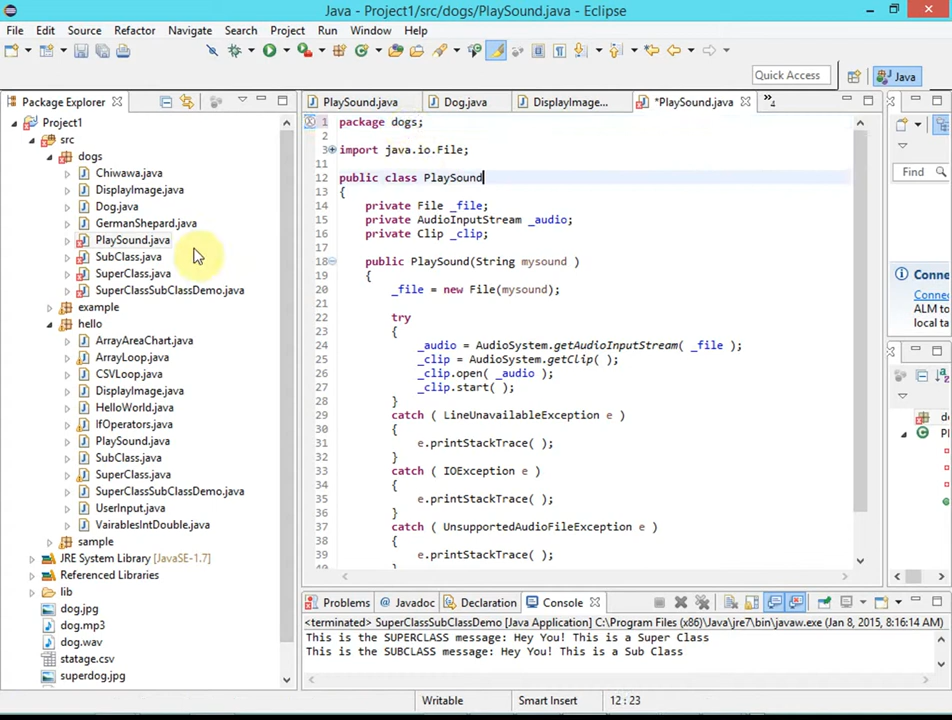 Java - Project1/src/dogs/PlaySound.java - Eclipse
File Edit Source Refactor Navigate Search Project Run Window Help
Quick Access
Java
Package Explorer
PlaySound.java
Dog.java
DisplayImage...
*PlaySound.java
Project1
src
dogs
Chiwawa.java
DisplayImage.java
Dog.java
GermanShepard.java
PlaySound.java
SubClass.java
SuperClass.java
SuperClassSubClassDemo.java
example
hello
ArrayAreaChart.java
ArrayLoop.java
CSVLoop.java
DisplayImage.java
HelloWorld.java
IfOperators.java
PlaySound.java
SubClass.java
SuperClass.java
SuperClassSubClassDemo.java
UserInput.java
VairablesIntDouble.java
sample
JRE System Library [JavaSE-1.7]
Referenced Libraries
lib
dog.jpg
dog.mp3
dog.wav
statage.csv
superdog.jpg
1 package dogs;
2
3 import java.io.File;
11
12 public class PlaySound
13 {
14 private File _file;
15 private AudioInputStream _audio;
16 private Clip _clip;
17
18 public PlaySound(String mysound )
19 {
20 _file = new File(mysound);
21
22 try
23 {
24 _audio = AudioSystem.getAudioInputStream( _file );
25 _clip = AudioSystem.getClip( );
26 _clip.open( _audio );
27 _clip.start( );
28 }
29 catch ( LineUnavailableException e )
30 {
31 e.printStackTrace( );
32 }
33 catch ( IOException e )
34 {
35 e.printStackTrace( );
36 }
37 catch ( UnsupportedAudioFileException e )
38 {
39 e.printStackTrace( );
Find
Conne
Conne
ALM to
local ta
Problems
Javadoc
Declaration
Console
<terminated> SuperClassSubClassDemo [Java Application] C:\Program Files (x86)\Java\jre7\bin\javaw.exe (Jan 8, 2015, 8:16:14 AM)
This is the SUPERCLASS message: Hey You! This is a Super Class
This is the SUBCLASS message: Hey You! This is a Sub Class
Writable
Smart Insert
12 : 23